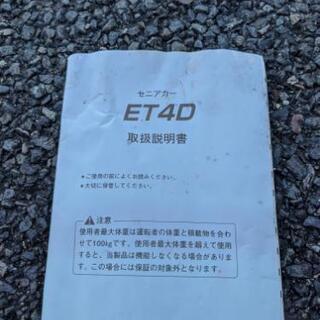 セニアカー
ET4D
取扱説明書
●ご使用の前によくお読みください。
●大切に保管してください。
⚠注意
使用者最大体重は運転者の体重と積載物を合わ
せて100kgです。使用者最大体重を超えて使用
すると、当製品は機能しなくなる場合がありま
す。この場合には保証の対象外となります。